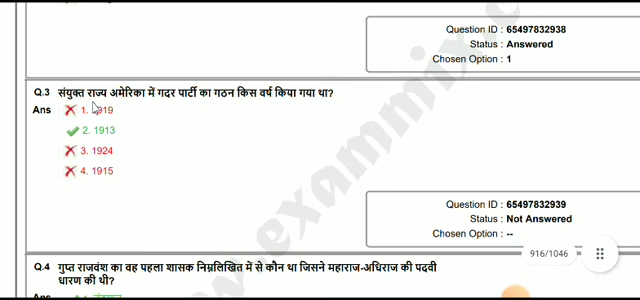 Question ID : 65497832938
Status : Answered
Chosen Option : 1
Q.3 संयुक्त राज्य अमेरिका में गदर पार्टी का गठन किस वर्ष किया गया था?
Ans 1. 1919
2. 1913
3. 1924
4. 1915
Question ID : 65497832939
Status : Not Answered
Chosen Option : --
916/1046
Q.4 गुप्त राजवंश का वह पहला शासक निम्नलिखित में से कौन था जिसने महाराज-अधिराज की पदवी
धारण की थी?
Ans